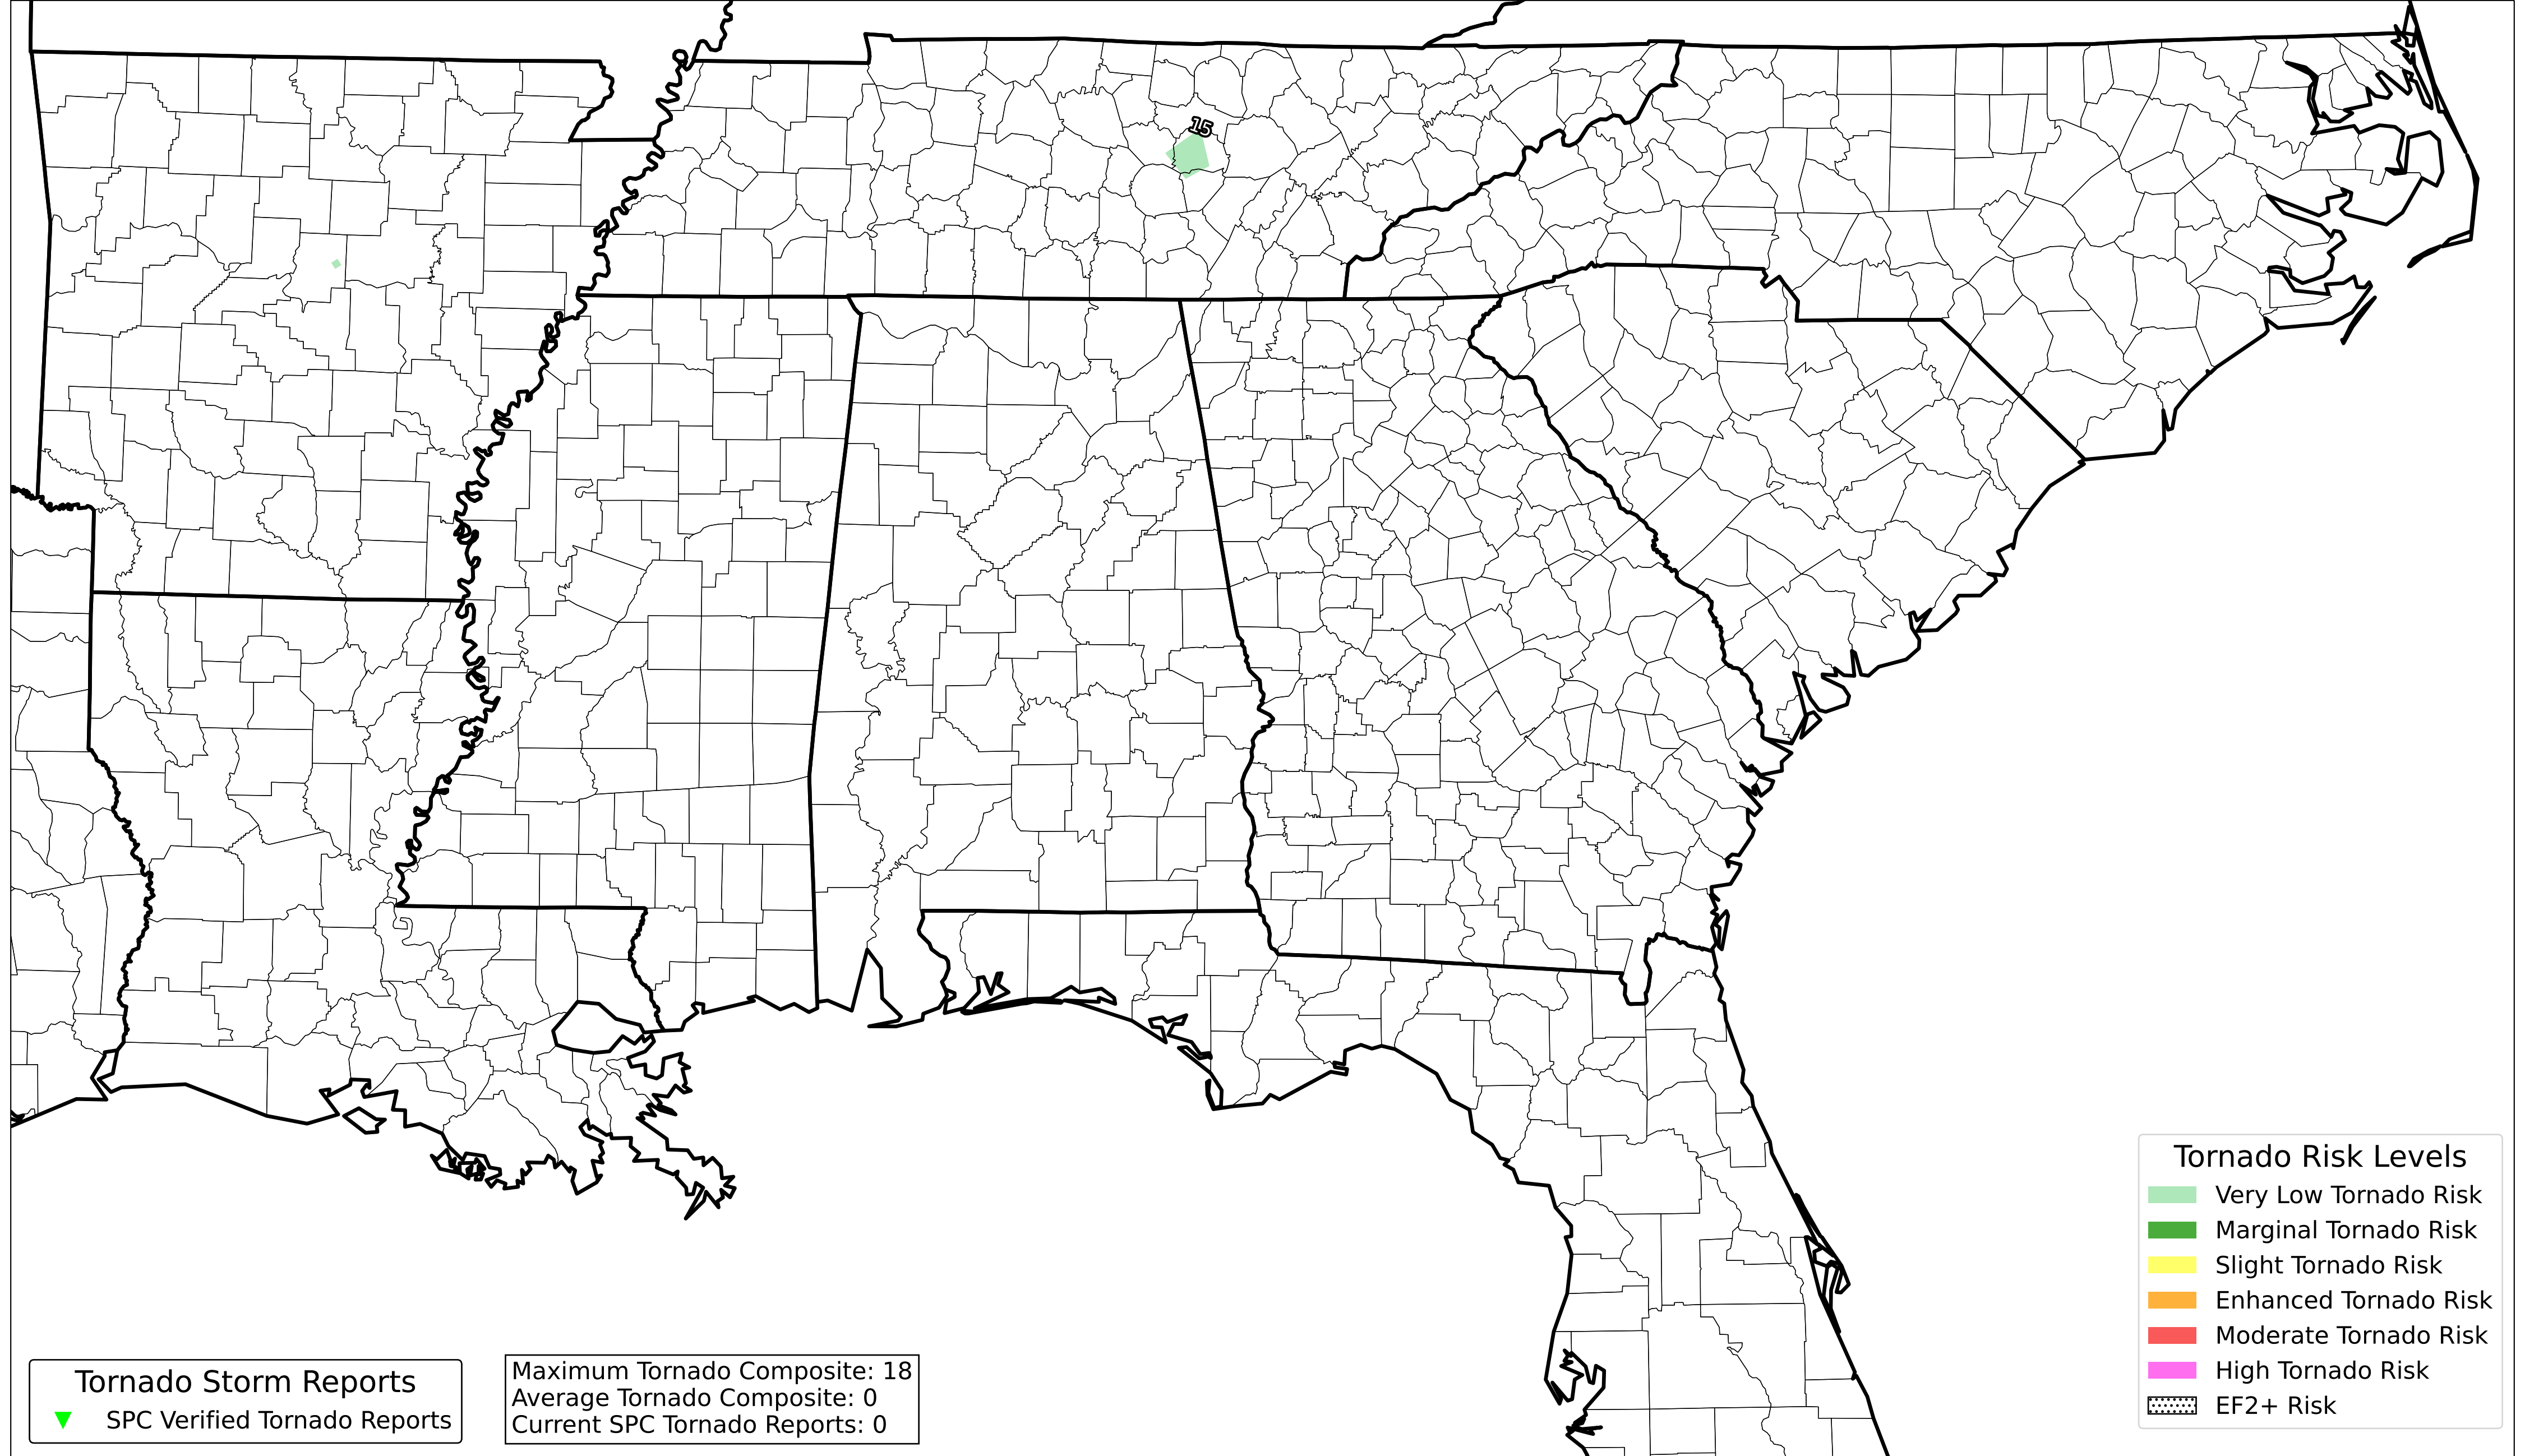 15
Tornado Storm Reports
SPC Verified Tornado Reports
Maximum Tornado Composite: 18
Average Tornado Composite: 0
Current SPC Tornado Reports: 0
Tornado Risk Levels
Very Low Tornado Risk
Marginal Tornado Risk
Slight Tornado Risk
Enhanced Tornado Risk
Moderate Tornado Risk
High Tornado Risk
EF2+ Risk